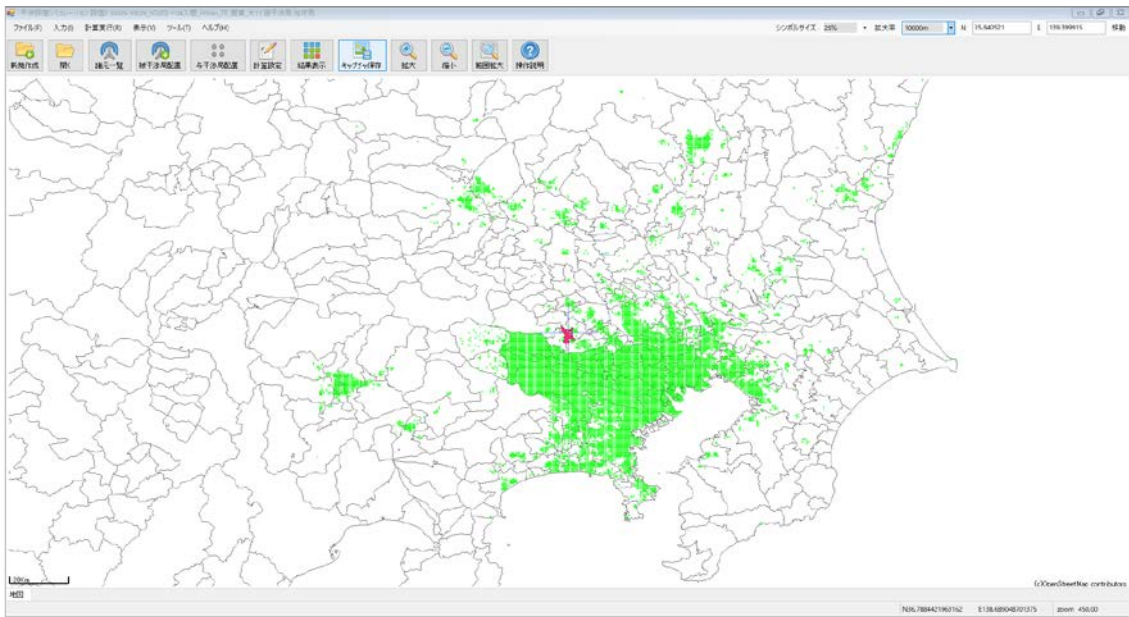 ファイル(F) 入力(I) 計算実行(R) 表示(V) ツール(T) ヘルプ(H)
シンボルサイズ 25% 拡大率 10000m N 35.640521 E 139.399915 移動
新規作成 開く 諸元一覧 被干渉局配置 与干渉局配置 計算設定 結果表示 キャプチャ保存 拡大 縮小 範囲拡大 操作説明
20Km
(c)OpenStreetMap contributors
地図
N36.7884421963162 E138.689048701375 zoom 450.00